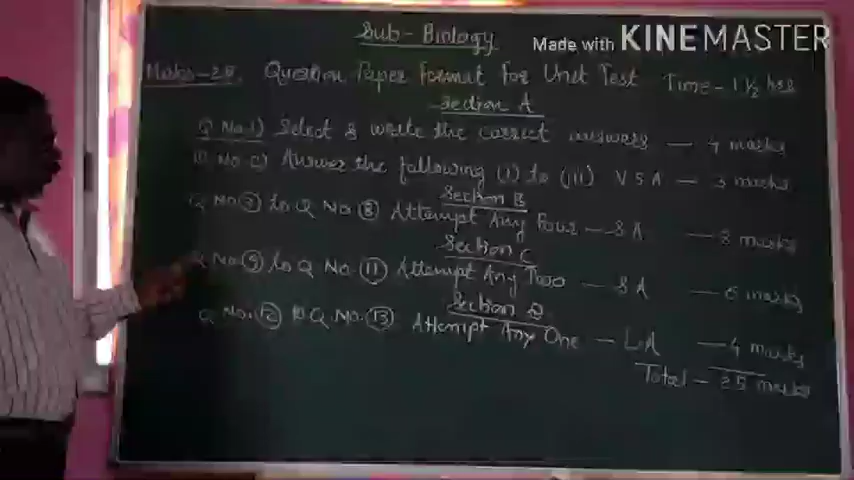 Sub- Biology
Made with KINEMASTER
Marks-25. Question Paper Format for Unit Test Time- 1 1/2 hrs
Section A
Q No.1) Select & write the correct answers — 4 marks
Q No 2) Answer the following (i) to (iii) V S A — 3 marks
Section B
Q No ③ to Q No ⑧ Attempt Any Four — S A — 8 marks
Section C
Q No. ⑨ to Q No. ⑪ Attempt Any Two — S A — 6 marks
Section D
Q No. ⑫ to Q. No. ⑬ Attempt Any One — L.A — 4 marks
Total — 25 marks